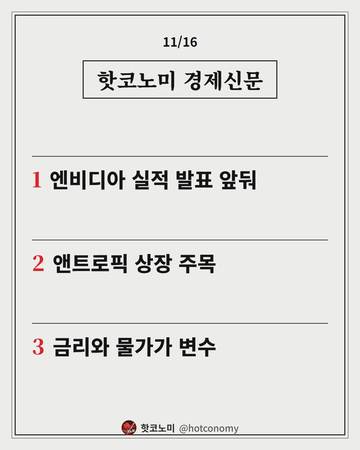 11/16
핫코노미 경제신문
1 엔비디아 실적 발표 앞둬
2 앤트로픽 상장 주목
3 금리와 물가가 변수
핫코노미 @hotconomy